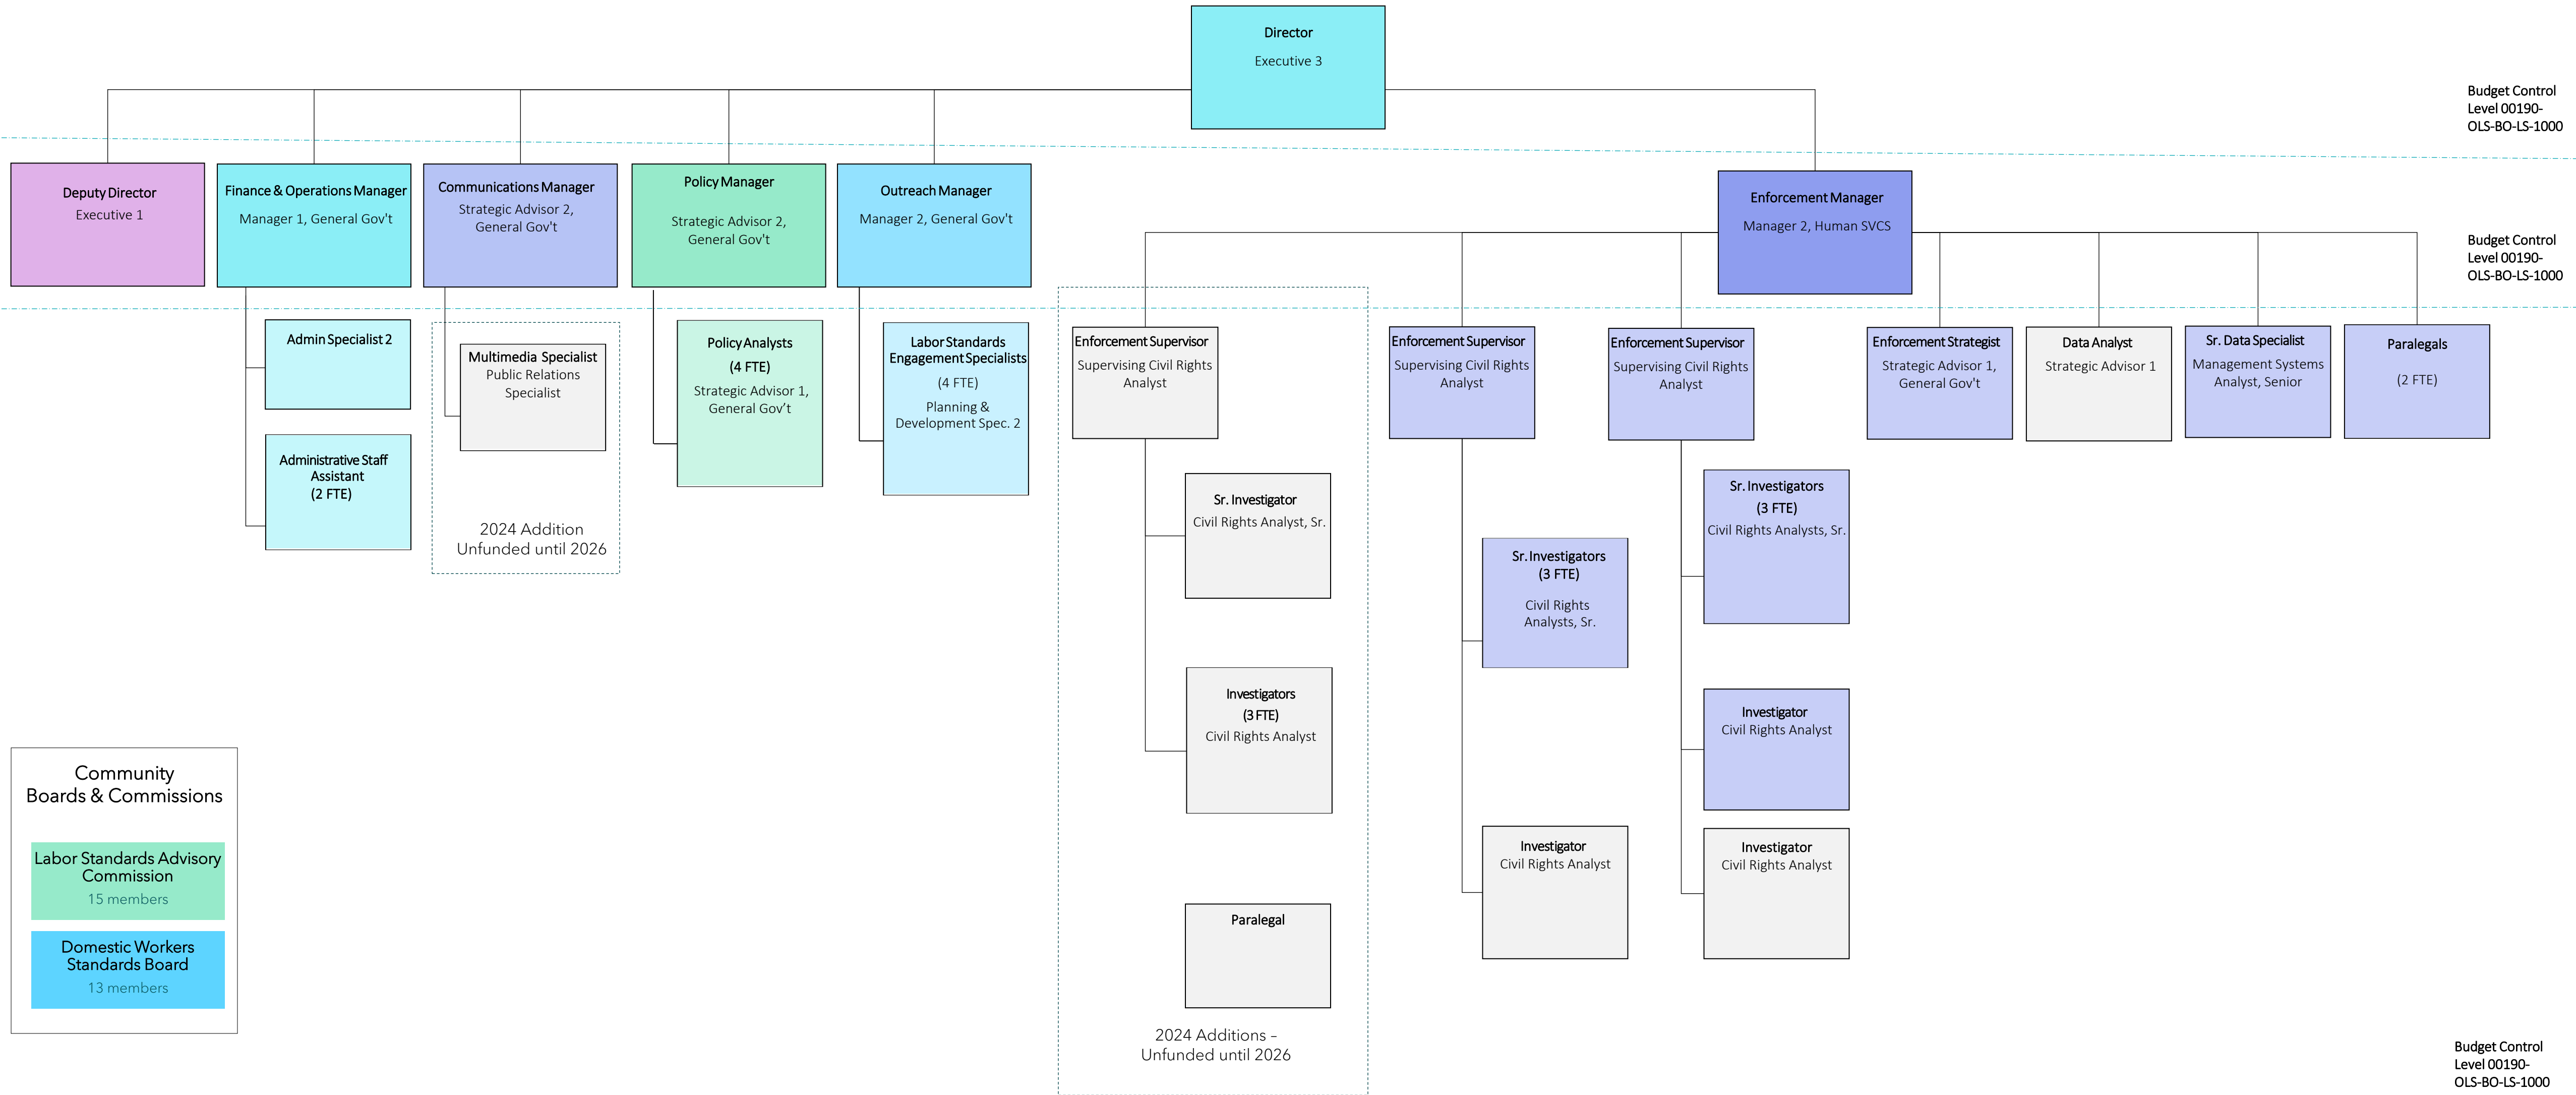 Director
Executive 3
Budget Control
Level 00190-
OLS-BO-LS-1000
Deputy Director
Executive 1
Finance & Operations Manager
Manager 1, General Gov't
Communications Manager
Strategic Advisor 2,
General Gov't
Policy Manager
Strategic Advisor 2,
General Gov't
Outreach Manager
Manager 2, General Gov't
Enforcement Manager
Manager 2, Human SVCS
Budget Control
Level 00190-
OLS-BO-LS-1000
Admin Specialist 2
Administrative Staff
Assistant
(2 FTE)
Multimedia Specialist
Public Relations
Specialist
2024 Addition
Unfunded until 2026
Policy Analysts
(4 FTE)
Strategic Advisor 1,
General Gov’t
Labor Standards
Engagement Specialists
(4 FTE)
Planning &
Development Spec. 2
Enforcement Supervisor
Supervising Civil Rights
Analyst
Sr. Investigator
Civil Rights Analyst, Sr.
Investigators
(3 FTE)
Civil Rights Analyst
Paralegal
2024 Additions –
Unfunded until 2026
Enforcement Supervisor
Supervising Civil Rights
Analyst
Sr. Investigators
(3 FTE)
Civil Rights
Analysts, Sr.
Investigator
Civil Rights Analyst
Enforcement Supervisor
Supervising Civil Rights
Analyst
Sr. Investigators
(3 FTE)
Civil Rights Analysts, Sr.
Investigator
Civil Rights Analyst
Investigator
Civil Rights Analyst
Enforcement Strategist
Strategic Advisor 1,
General Gov't
Data Analyst
Strategic Advisor 1
Sr. Data Specialist
Management Systems
Analyst, Senior
Paralegals
(2 FTE)
Community
Boards & Commissions
Labor Standards Advisory
Commission
15 members
Domestic Workers
Standards Board
13 members
Budget Control
Level 00190-
OLS-BO-LS-1000